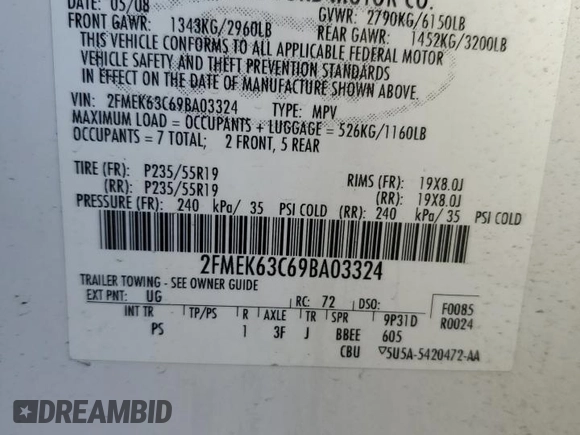 DATE: 05/08 MOTOR CO.
FRONT GAWR: 1343KG/2960LB GVWR: 2790KG/6150LB
REAR GAWR: 1452KG/3200LB
THIS VEHICLE CONFORMS TO ALL APPLICABLE FEDERAL MOTOR
VEHICLE SAFETY AND THEFT PREVENTION STANDARDS
IN EFFECT ON THE DATE OF MANUFACTURE SHOWN ABOVE.
VIN: 2FMEK63C69BA03324 TYPE: MPV
MAXIMUM LOAD = OCCUPANTS + LUGGAGE = 526KG/1160LB
OCCUPANTS = 7 TOTAL; 2 FRONT, 5 REAR
TIRE (FR): P235/55R19 RIMS (FR): 19X8.0J
(RR): P235/55R19 (RR): 19X8.0J
PRESSURE (FR): 240 kPa/ 35 PSI COLD (RR): 240 kPa/ 35 PSI COLD
2FMEK63C69BA03324
TRAILER TOWING - SEE OWNER GUIDE
EXT PNT: UG RC: 72 DSO: F0085
INT TR TP/PS R AXLE TR SPR 9P31D R0024
PS 1 3F J BBEE 605
CBU ▽5U5A-5420472-AA
DREAMBID